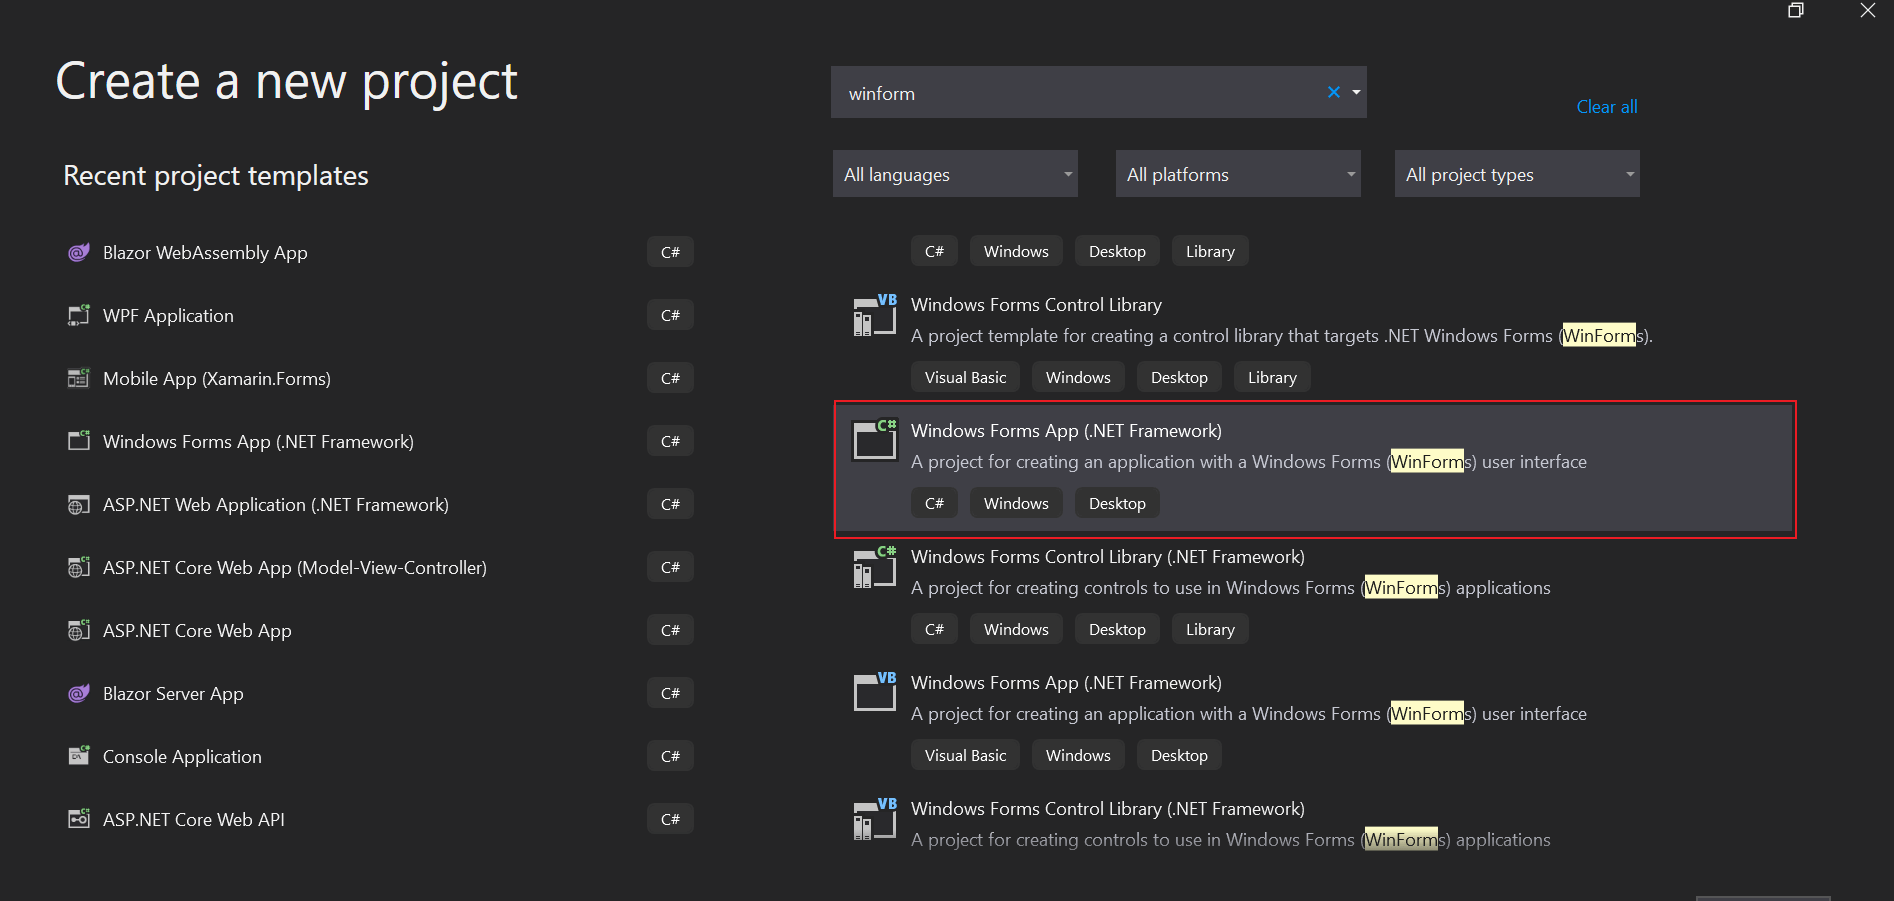 Create a new project
winform
Clear all
All languages
All platforms
All project types
Recent project templates
Blazor WebAssembly App C#
WPF Application C#
Mobile App (Xamarin.Forms) C#
Windows Forms App (.NET Framework) C#
ASP.NET Web Application (.NET Framework) C#
ASP.NET Core Web App (Model-View-Controller) C#
ASP.NET Core Web App C#
Blazor Server App C#
Console Application C#
ASP.NET Core Web API C#
C# Windows Desktop Library
VB Windows Forms Control Library
A project template for creating a control library that targets .NET Windows Forms (WinForms).
Visual Basic Windows Desktop Library
C# Windows Forms App (.NET Framework)
A project for creating an application with a Windows Forms (WinForms) user interface
C# Windows Desktop
C# Windows Forms Control Library (.NET Framework)
A project for creating controls to use in Windows Forms (WinForms) applications
C# Windows Desktop Library
VB Windows Forms App (.NET Framework)
A project for creating an application with a Windows Forms (WinForms) user interface
Visual Basic Windows Desktop
VB Windows Forms Control Library (.NET Framework)
A project for creating controls to use in Windows Forms (WinForms) applications